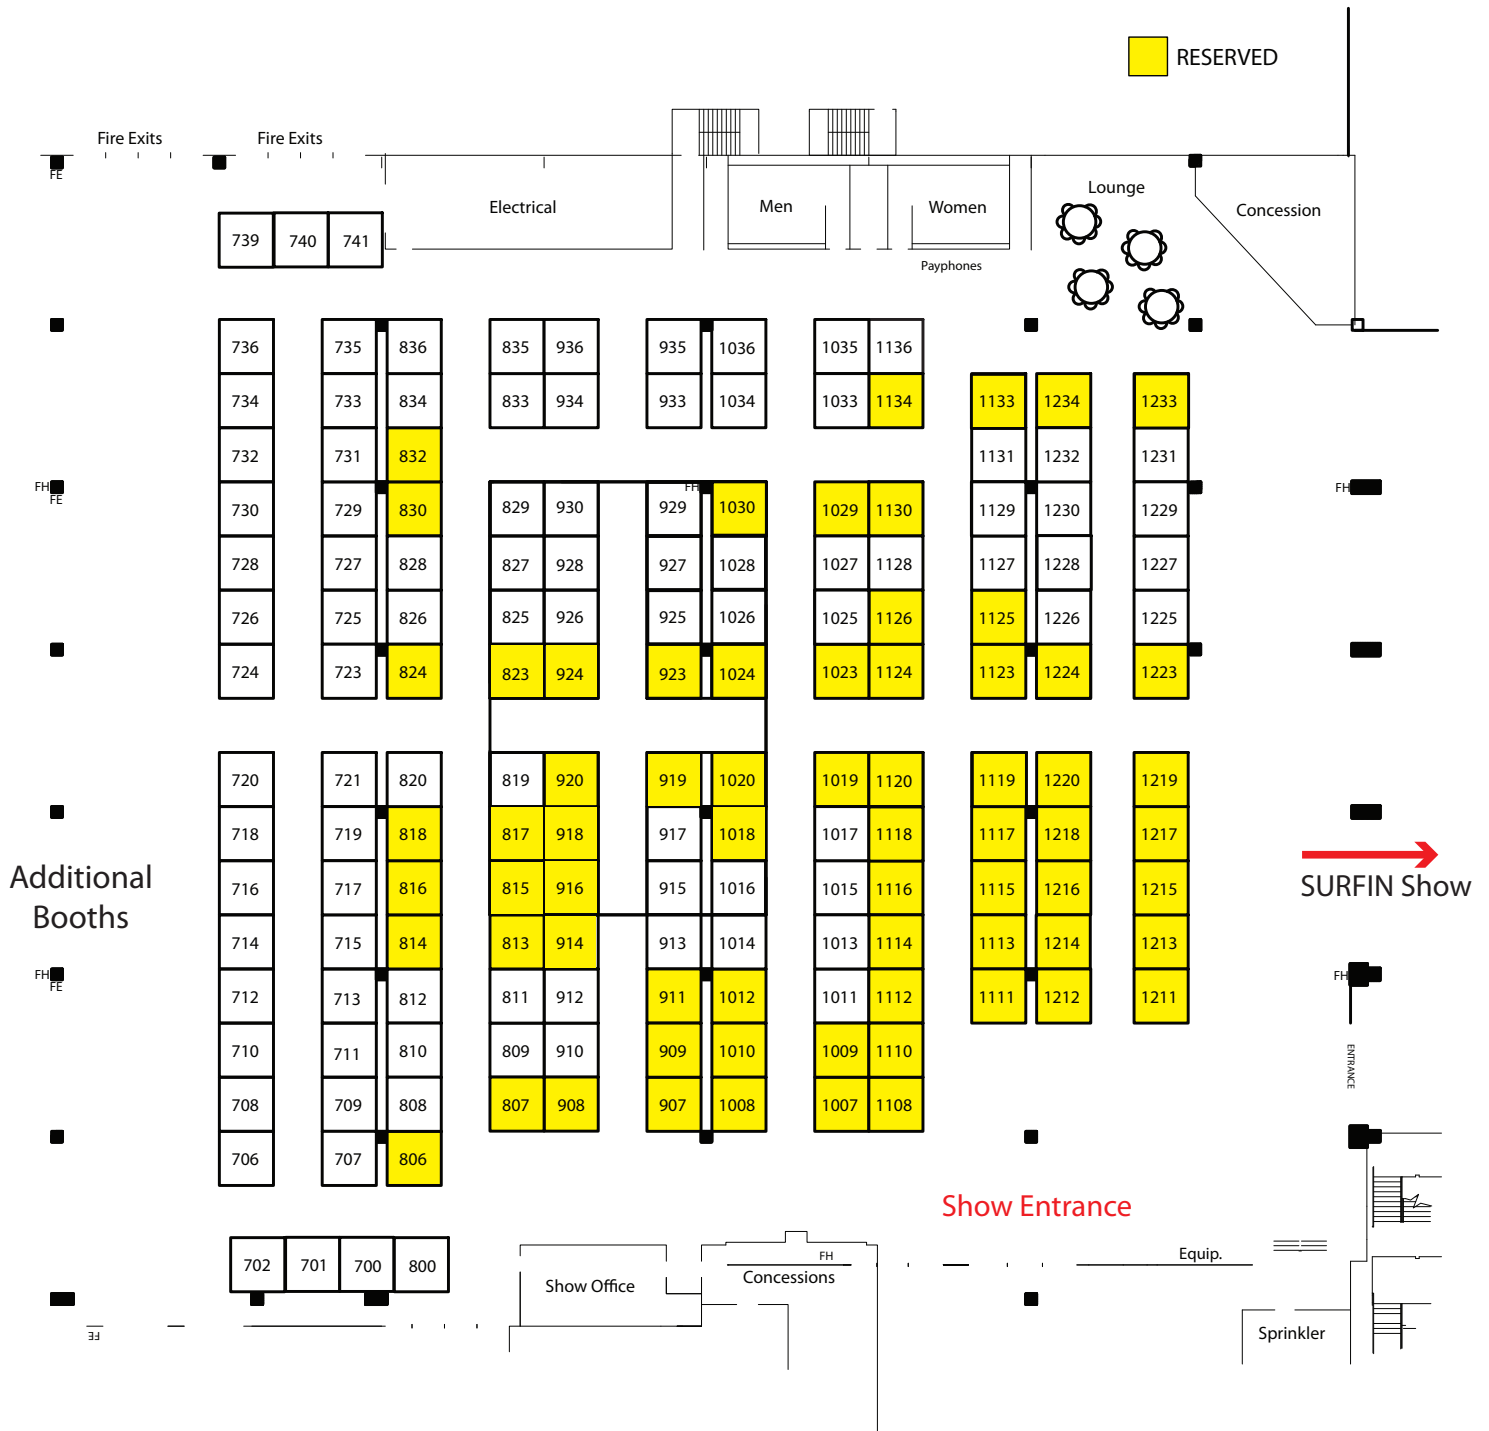 RESERVED
Fire Exits
Fire Exits
FE
Electrical
Men
Women
Lounge
Concession
Payphones
739 740 741
736 735 836 835 936 935 1036 1035 1136
734 733 834 833 934 933 1034 1033 1134 1133 1234 1233
732 731 832 1131 1232 1231
FH
FE
730 729 830 829 930 929 FH 1030 1029 1130 1129 1230 1229
FH
728 727 828 827 928 927 1028 1027 1128 1127 1228 1227
726 725 826 825 926 925 1026 1025 1126 1125 1226 1225
724 723 824 823 924 923 1024 1023 1124 1123 1224 1223
720 721 820 819 920 919 1020 1019 1120 1119 1220 1219
718 719 818 817 918 917 1018 1017 1118 1117 1218 1217
Additional
Booths
716 717 816 815 916 915 1016 1015 1116 1115 1216 1215
SURFIN Show
714 715 814 813 914 913 1014 1013 1114 1113 1214 1213
FH
FE
FH
712 713 812 811 912 911 1012 1011 1112 1111 1212 1211
710 711 810 809 910 909 1010 1009 1110
ENTRANCE
708 709 808 807 908 907 1008 1007 1108
706 707 806
Show Entrance
702 701 700 800
Show Office
FH
Concessions
Equip.
FE
Sprinkler